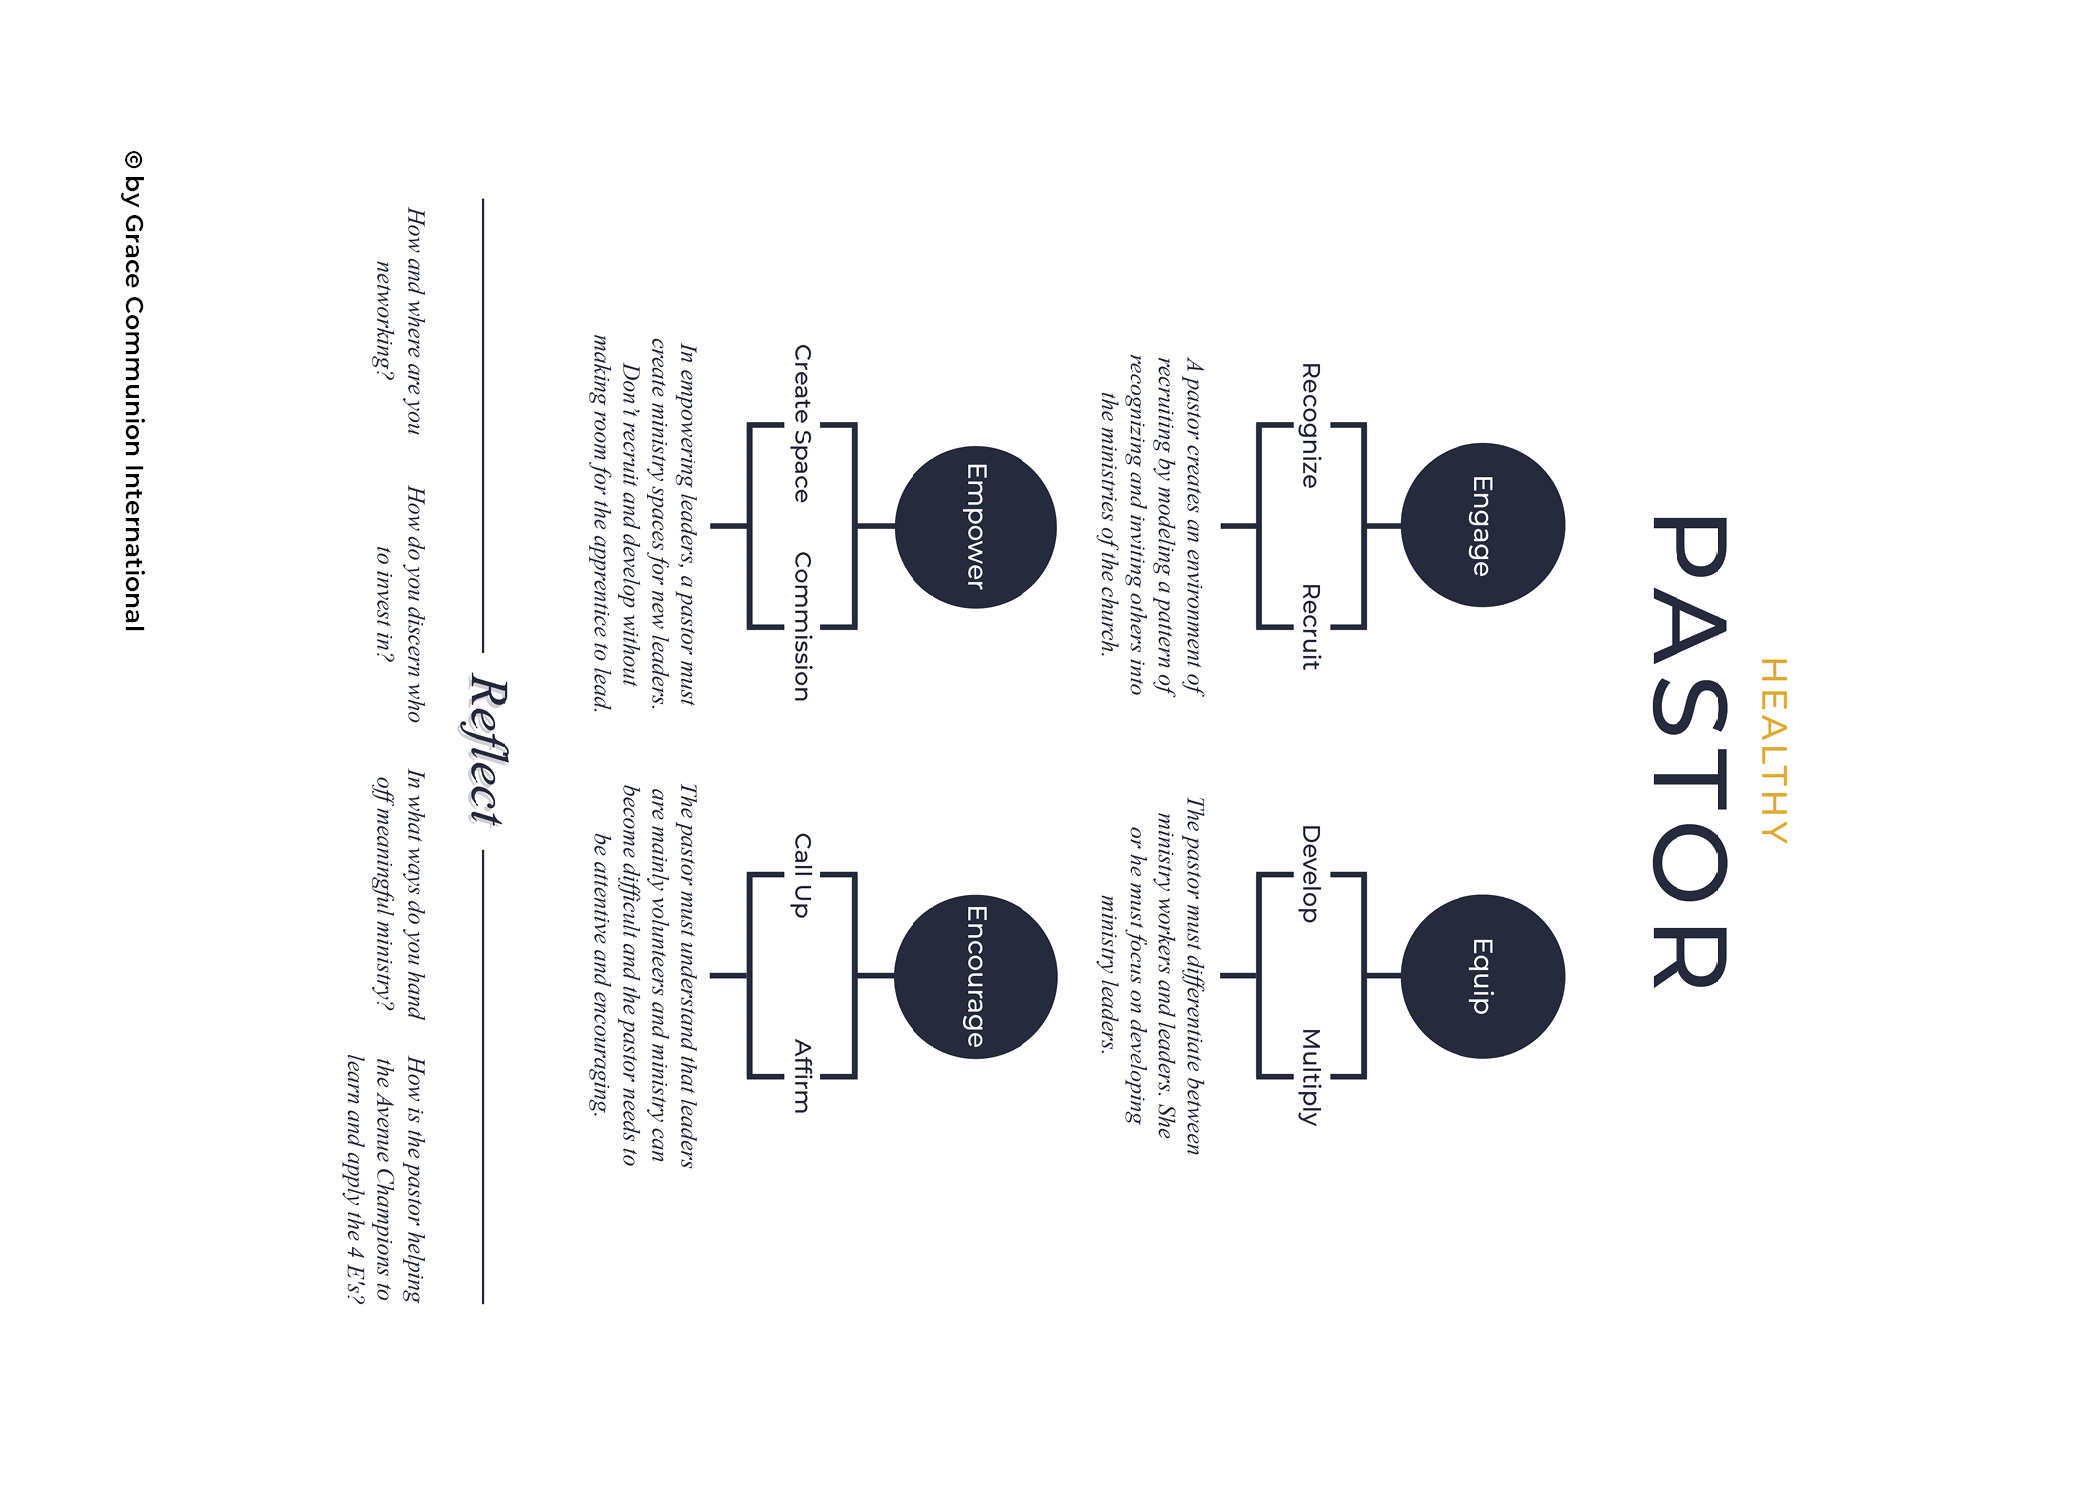 HEALTHY
PASTOR
Engage
Recognize
Recruit
A pastor creates an environment of
recruiting by modeling a pattern of
recognizing and inviting others into
the ministries of the church.
Equip
Develop
Multiply
The pastor must differentiate between
ministry workers and leaders. She
or he must focus on developing
ministry leaders.
Empower
Create Space
Commission
In empowering leaders, a pastor must
create ministry spaces for new leaders.
Don't recruit and develop without
making room for the apprentice to lead.
Encourage
Call Up
Affirm
The pastor must understand that leaders
are mainly volunteers and ministry can
become difficult and the pastor needs to
be attentive and encouraging.
Reflect
How and where are you
networking?
How do you discern who
to invest in?
In what ways do you hand
off meaningful ministry?
How is the pastor helping
the Avenue Champions to
learn and apply the 4 E's?
© by Grace Communion International